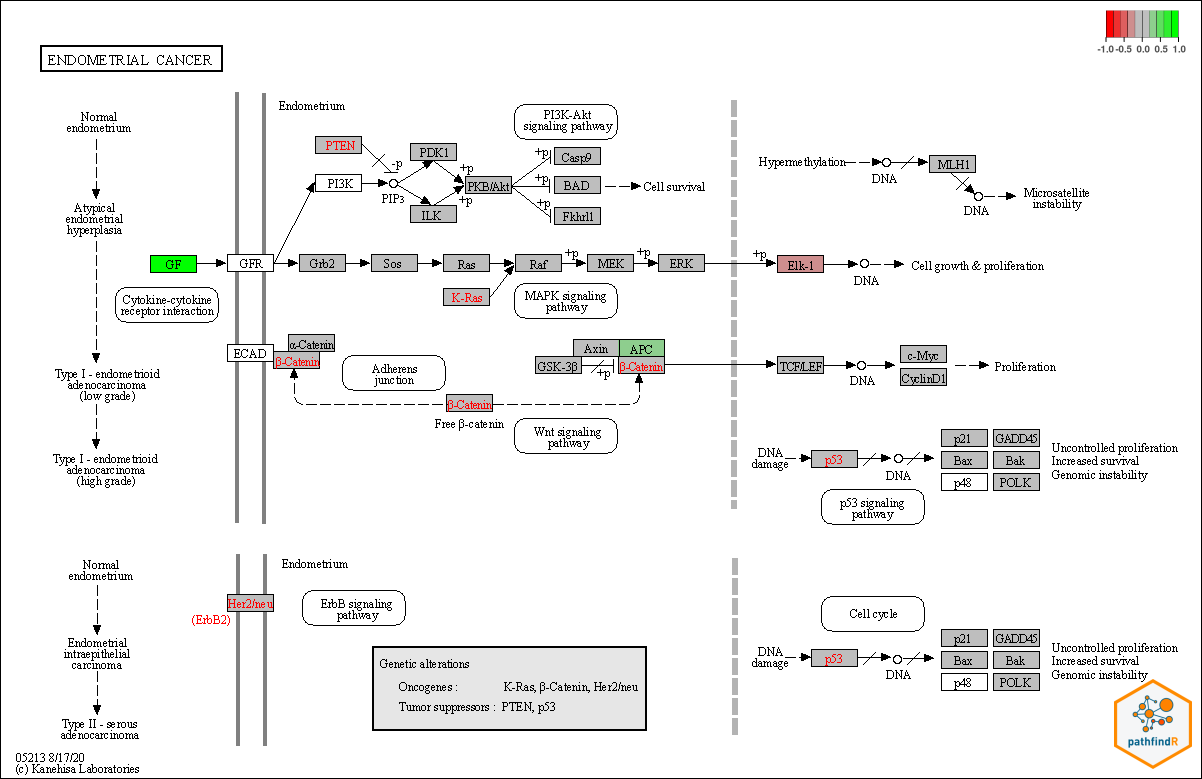 -1.0 -0.5 0.0 0.5 1.0
ENDOMETRIAL CANCER
Normal
endometrium
Atypical
endometrial
hyperplasia
Type I - endometrioid
adenocarcinoma
(low grade)
Type I - endometrioid
adenocarcinoma
(high grade)
Endometrium
PI3K-Akt
signaling pathway
PTEN
-p
PDK1
+p
+p
Casp9
PI3K
PIP3
PKB/Akt
+p
BAD
Cell survival
ILK
+p
+p
Fkhrl1
Hypermethylation
DNA
MLH1
DNA
Microsatellite
instability
GF
GFR
Grb2
Sos
Ras
Raf
+p
MEK
+p
ERK
+p
Elk-1
DNA
Cell growth & proliferation
Cytokine-cytokine
receptor interaction
K-Ras
MAPK signaling
pathway
ECAD
α-Catenin
β-Catenin
Adherens
junction
Axin
APC
GSK-3β
+p
β-Catenin
TCF/LEF
DNA
c-Myc
CyclinD1
Proliferation
β-Catenin
Free β-catenin
Wnt signaling
pathway
DNA
damage
p53
DNA
p21
GADD45
Bax
Bak
p48
POLK
Uncontrolled proliferation
Increased survival
Genomic instability
p53 signaling
pathway
Normal
endometrium
Endometrial
intraepithelial
carcinoma
Type II - serous
adenocarcinoma
Endometrium
Her2/neu
(ErbB2)
ErbB signaling
pathway
Cell cycle
DNA
damage
p53
DNA
p21
GADD45
Bax
Bak
p48
POLK
Uncontrolled proliferation
Increased survival
Genomic instability
Genetic alterations
Oncogenes : K-Ras, β-Catenin, Her2/neu
Tumor suppressors : PTEN, p53
05213 8/17/20
(c) Kanehisa Laboratories
pathfindR